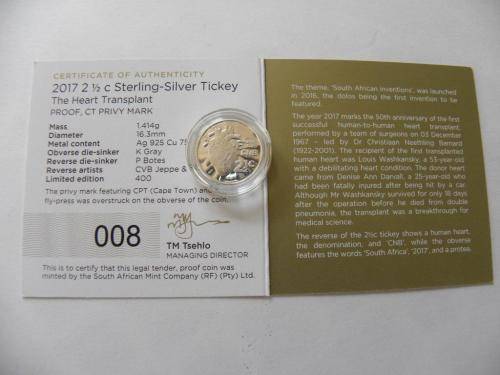 CERTIFICATE OF AUTHENTICITY
2017 2 ½ c Sterling-Silver Tickey
The Heart Transplant
PROOF, CT PRIVY MARK
Mass 1,414g
Diameter 16.3mm
Metal content Ag 925 Cu 75
Obverse die-sinker K Gray
Reverse die-sinker P Botes
Reverse artists CVB Jeppe &
Limited edition 400
The privy mark featuring CPT (Cape Town) and
fly-press was overstruck on the obverse of the coin.
008
TM Tsehlo
MANAGING DIRECTOR
This is to certify that this legal tender, proof coin was
minted by the South African Mint Company (RF) (Pty) Ltd.
CNB
2½c
The theme, 'South African Inventions', was launched
in 2016, the dolos being the first invention to be
featured.
The year 2017 marks the 50th anniversary of the first
successful human-to-human heart transplant,
performed by a team of surgeons on 03 December
1967 - led by Dr Christiaan Neethling Barnard
(1922-2001). The recipient of the first transplanted
human heart was Louis Washkansky, a 53-year-old
with a debilitating heart condition. The donor heart
came from Denise Ann Darvall, a 25-year-old who
had been fatally injured after being hit by a car.
Although Mr Washkansky survived for only 18 days
after the operation before he died from double
pneumonia, the transplant was a breakthrough for
medical science.
The reverse of the 2½c tickey shows a human heart,
the denomination, and 'CNB', while the obverse
features the words 'South Africa', '2017', and a protea.